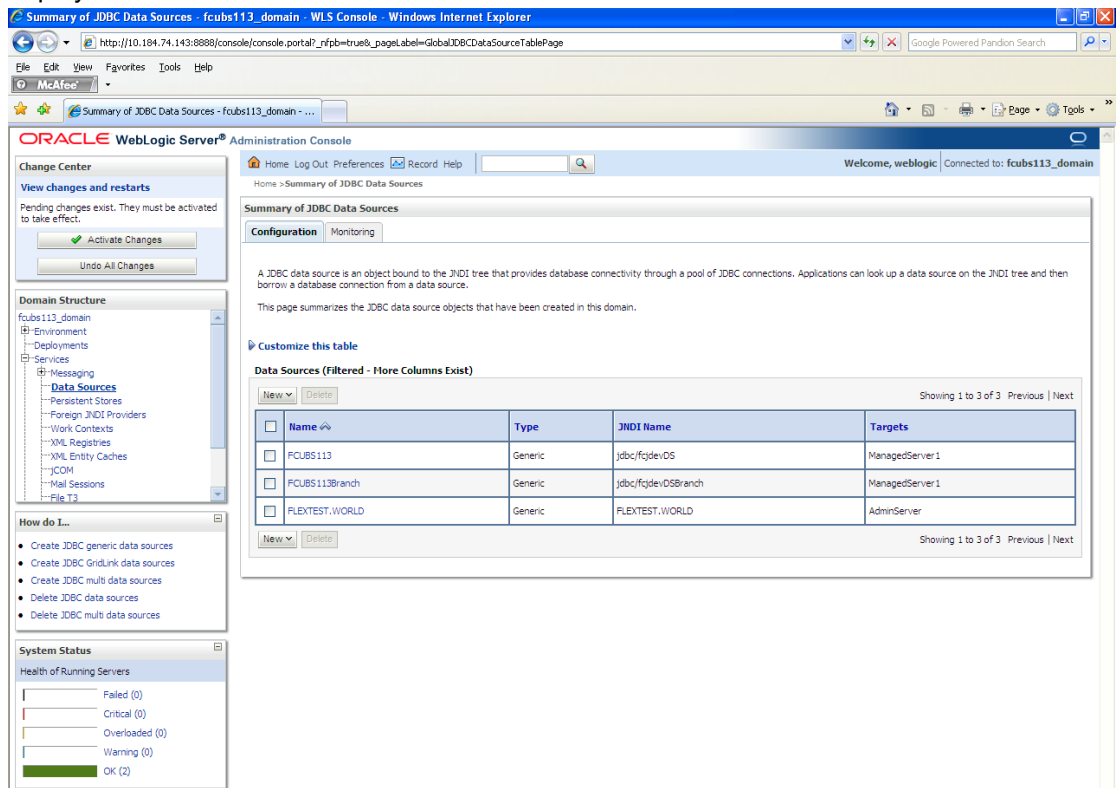 Summary of JDBC Data Sources - fcubs113_domain - WLS Console - Windows Internet Explorer
http://10.184.74.143:8888/console/console.portal?_nfpb=true&_pageLabel=GlobalJDBCDataSourceTablePage
Google Powered Pandion Search
File Edit View Favorites Tools Help
McAfee
Summary of JDBC Data Sources - fcubs113_domain - ...
Page Tools
ORACLE WebLogic Server® Administration Console
Change Center
View changes and restarts
Pending changes exist. They must be activated
to take effect.
Activate Changes
Undo All Changes
Domain Structure
fcubs113_domain
Environment
Deployments
Services
Messaging
Data Sources
Persistent Stores
Foreign JNDI Providers
Work Contexts
XML Registries
XML Entity Caches
jCOM
Mail Sessions
File T3
How do I...
Create JDBC generic data sources
Create JDBC GridLink data sources
Create JDBC multi data sources
Delete JDBC data sources
Delete JDBC multi data sources
System Status
Health of Running Servers
Failed (0)
Critical (0)
Overloaded (0)
Warning (0)
OK (2)
Home Log Out Preferences Record Help
Welcome, weblogic Connected to: fcubs113_domain
Home >Summary of JDBC Data Sources
Summary of JDBC Data Sources
Configuration Monitoring
A JDBC data source is an object bound to the JNDI tree that provides database connectivity through a pool of JDBC connections. Applications can look up a data source on the JNDI tree and then
borrow a database connection from a data source.
This page summarizes the JDBC data source objects that have been created in this domain.
Customize this table
Data Sources (Filtered - More Columns Exist)
New Delete Showing 1 to 3 of 3 Previous | Next
Name Type JNDI Name Targets
FCUBS113 Generic jdbc/fcjdevDS ManagedServer1
FCUBS113Branch Generic jdbc/fcjdevDSBranch ManagedServer1
FLEXTEST.WORLD Generic FLEXTEST.WORLD AdminServer
New Delete Showing 1 to 3 of 3 Previous | Next